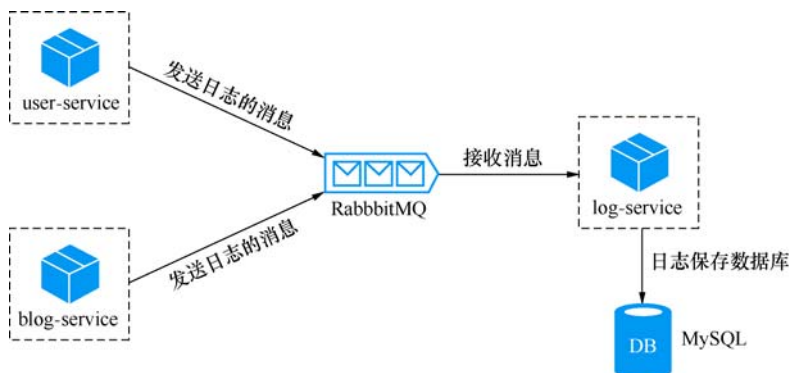 user-service
发送日志的消息
RabbbitMQ
接收消息
log-service
发送日志的消息
blog-service
日志保存数据库
DB
MySQL